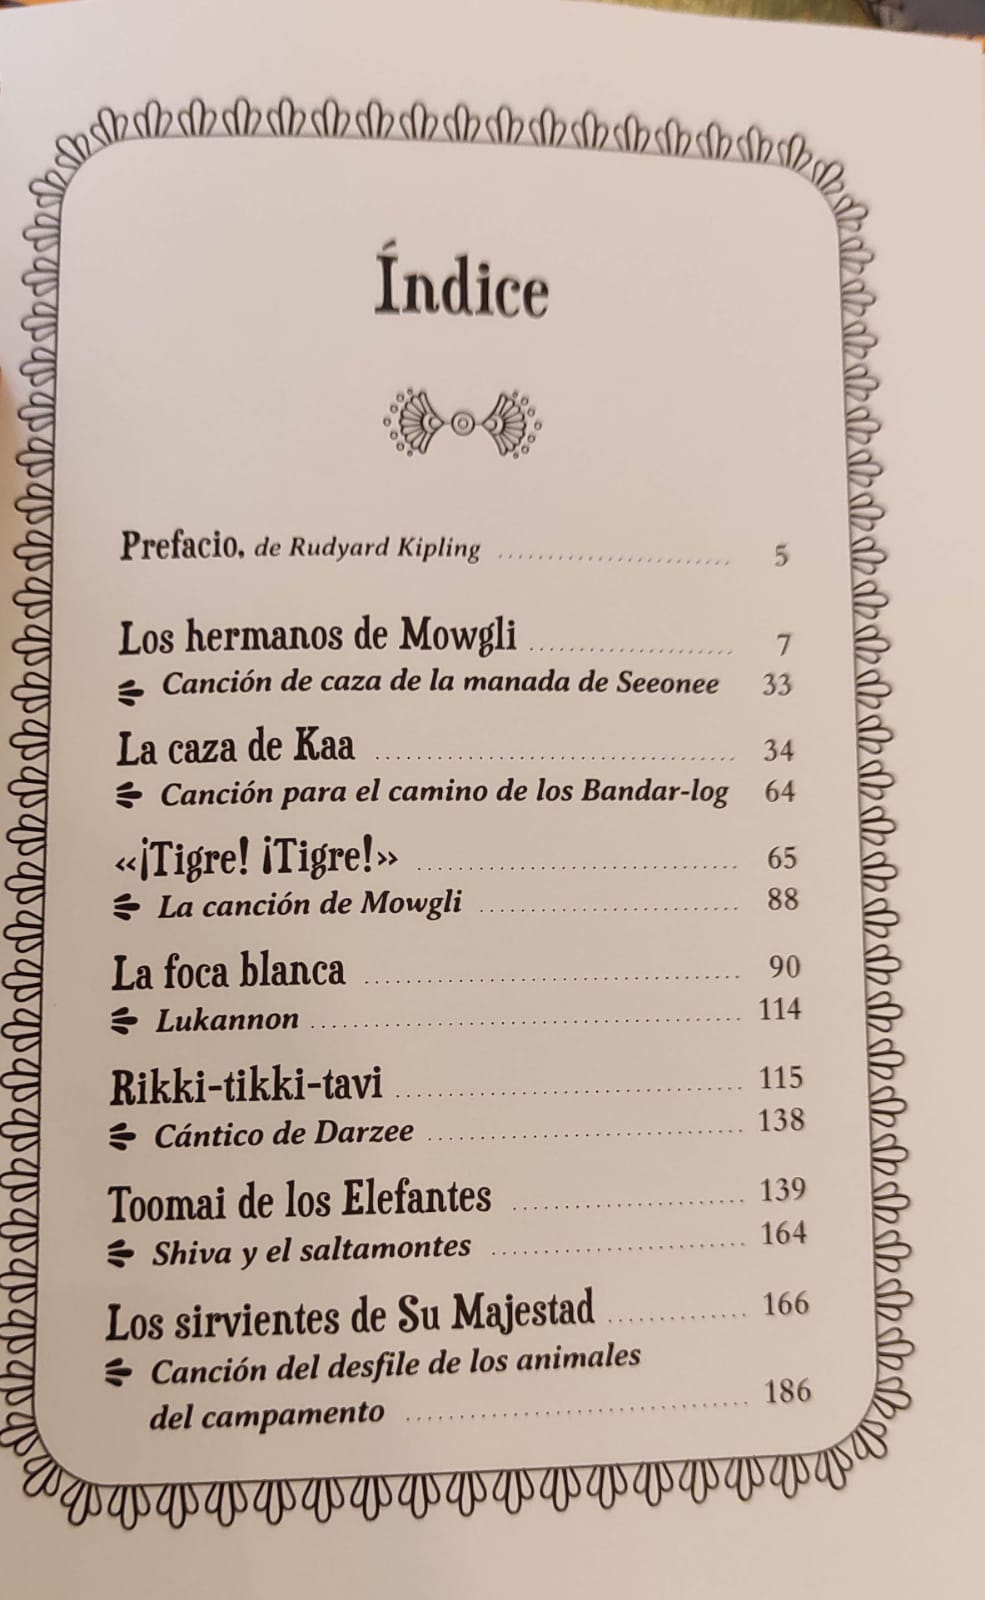 Índice
Prefacio, de Rudyard Kipling ........................ 5
Los hermanos de Mowgli ..................... 7
Canción de caza de la manada de Seeonee 33
La caza de Kaa ..................................... 34
Canción para el camino de los Bandar-log 64
«¡Tigre! ¡Tigre!» ................................. 65
La canción de Mowgli ........................... 88
La foca blanca ...................................... 90
Lukannon ............................................ 114
Rikki-tikki-tavi .................................... 115
Cántico de Darzee ................................ 138
Toomai de los Elefantes ........................ 139
Shiva y el saltamontes .......................... 164
Los sirvientes de Su Majestad .............. 166
Canción del desfile de los animales
del campamento ................................... 186